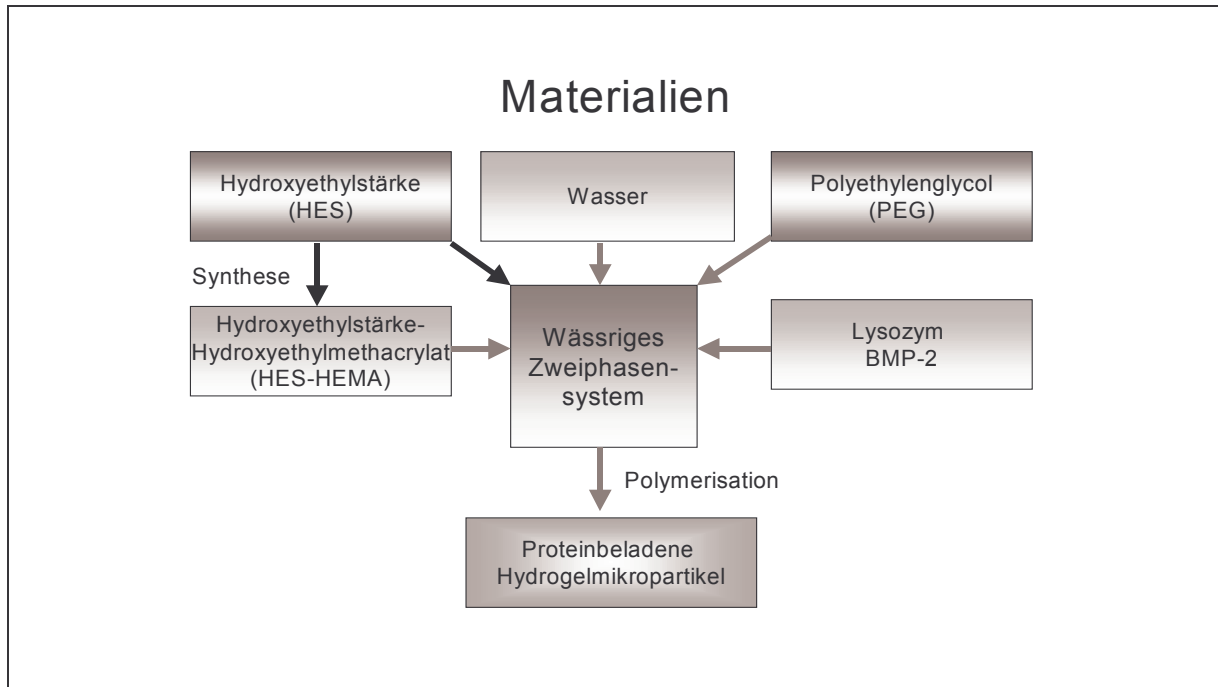 Materialien
Hydroxyethylstärke
(HES)
Wasser
Polyethylenglycol
(PEG)
Synthese
Hydroxyethylstärke-
Hydroxyethylmethacrylat
(HES-HEMA)
Wässriges
Zweiphasen-
system
Lysozym
BMP-2
Polymerisation
Proteinbeladene
Hydrogelmikropartikel